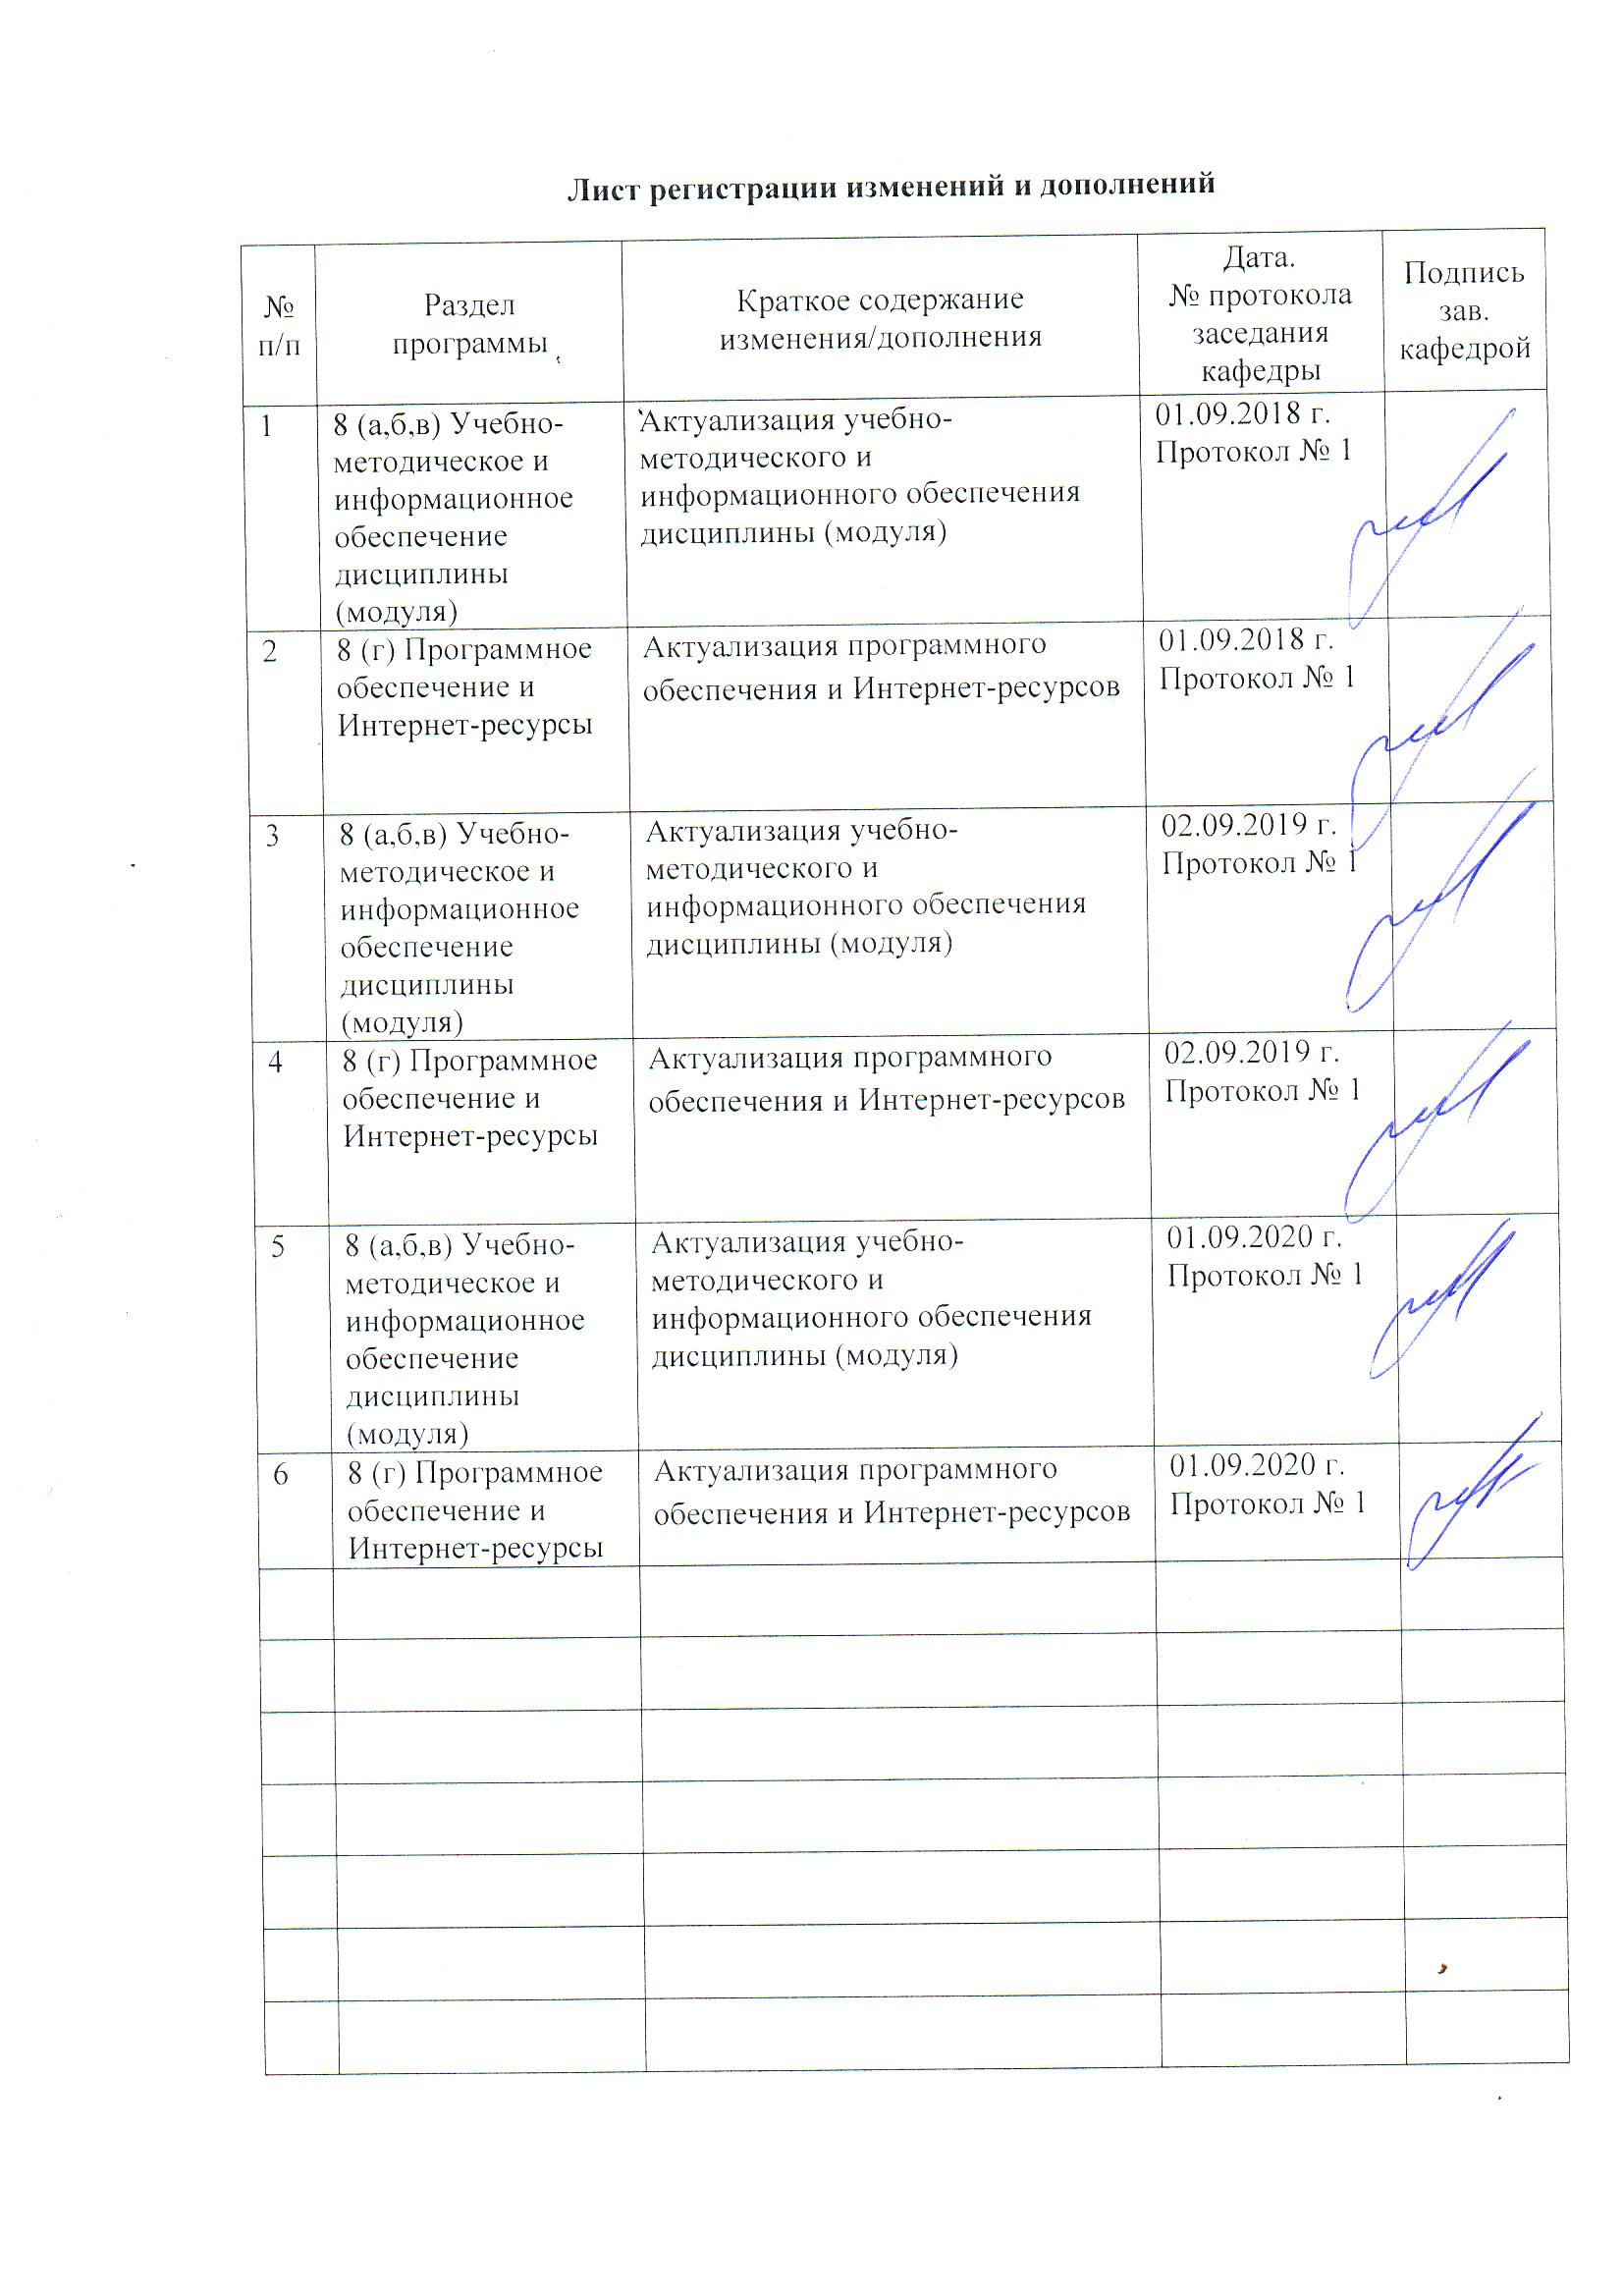 Лист регистрации изменений и дополнений
№
п/п
Раздел
программы
Краткое содержание
изменения/дополнения
Дата.
№ протокола
заседания
кафедры
Подпись
зав.
кафедрой
1
8 (а,б,в) Учебно-
методическое и
информационное
обеспечение
дисциплины
(модуля)
Актуализация учебно-
методического и
информационного обеспечения
дисциплины (модуля)
01.09.2018 г.
Протокол № 1
2
8 (г) Программное
обеспечение и
Интернет-ресурсы
Актуализация программного
обеспечения и Интернет-ресурсов
01.09.2018 г.
Протокол № 1
3
8 (а,б,в) Учебно-
методическое и
информационное
обеспечение
дисциплины
(модуля)
Актуализация учебно-
методического и
информационного обеспечения
дисциплины (модуля)
02.09.2019 г.
Протокол № 1
4
8 (г) Программное
обеспечение и
Интернет-ресурсы
Актуализация программного
обеспечения и Интернет-ресурсов
02.09.2019 г.
Протокол № 1
5
8 (а,б,в) Учебно-
методическое и
информационное
обеспечение
дисциплины
(модуля)
Актуализация учебно-
методического и
информационного обеспечения
дисциплины (модуля)
01.09.2020 г.
Протокол № 1
6
8 (г) Программное
обеспечение и
Интернет-ресурсы
Актуализация программного
обеспечения и Интернет-ресурсов
01.09.2020 г.
Протокол № 1